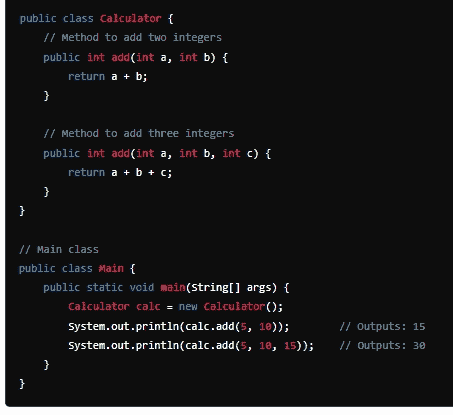 public class Calculator {
    // Method to add two integers
    public int add(int a, int b) {
        return a + b;
    }

    // Method to add three integers
    public int add(int a, int b, int c) {
        return a + b + c;
    }
}

// Main class
public class Main {
    public static void main(String[] args) {
        Calculator calc = new Calculator();
        System.out.println(calc.add(5, 10));        // Outputs: 15
        System.out.println(calc.add(5, 10, 15));    // Outputs: 30
    }
}